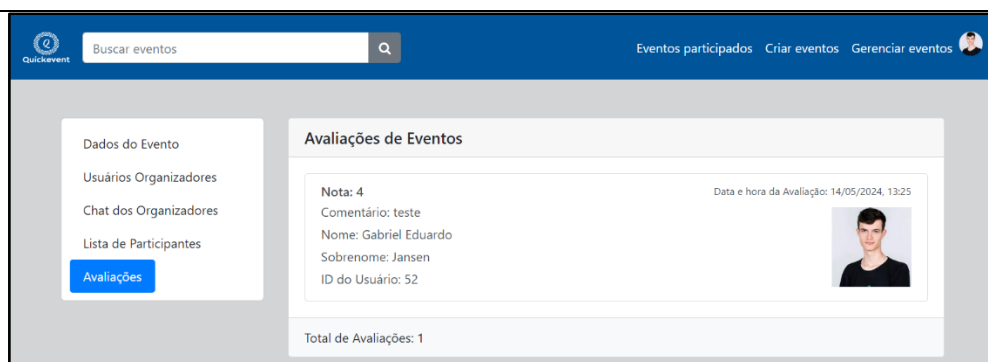 Quickevent
Buscar eventos
Eventos participados Criar eventos Gerenciar eventos
Dados do Evento
Usuários Organizadores
Chat dos Organizadores
Lista de Participantes
Avaliações
Avaliações de Eventos
Nota: 4
Data e hora da Avaliação: 14/05/2024, 13:25
Comentário: teste
Nome: Gabriel Eduardo
Sobrenome: Jansen
ID do Usuário: 52
Total de Avaliações: 1